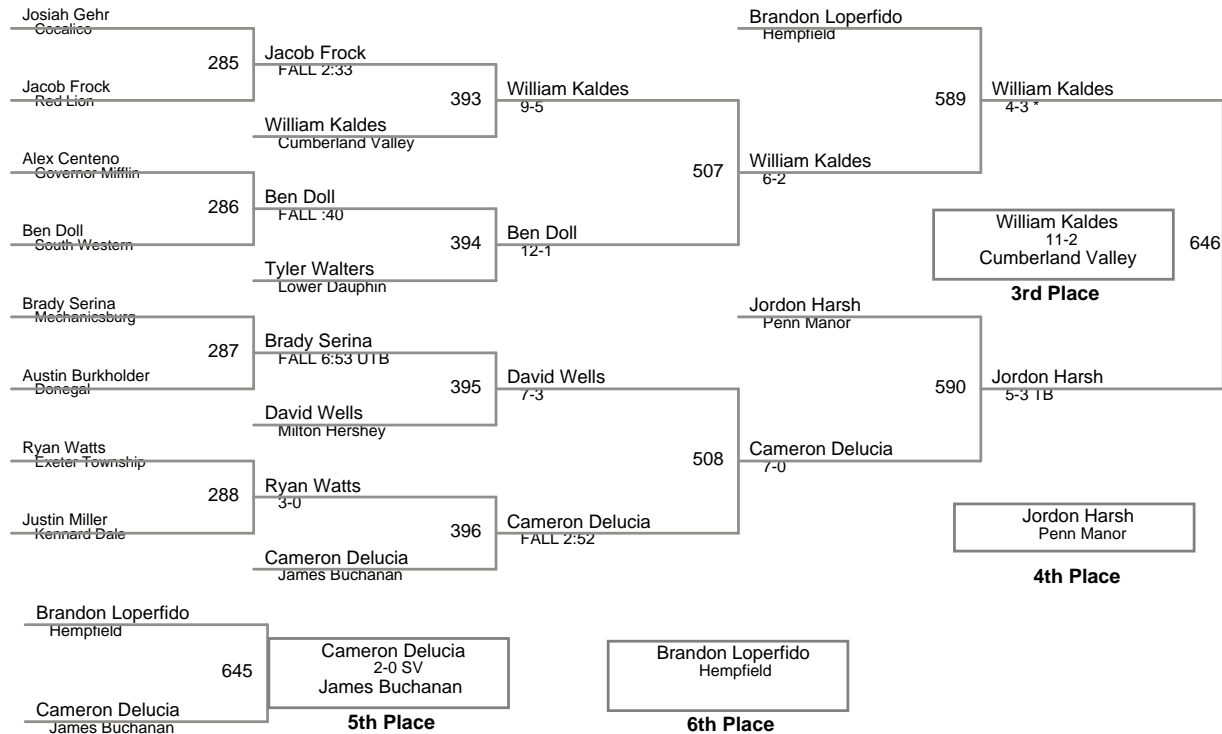 Josiah Gehr
Cocalico
285
Jacob Frock
Red Lion
Alex Centeno
Governor Mifflin
286
Ben Doll
South Western
Brady Serina
Mechanicsburg
287
Austin Burkholder
Donegal
Ryan Watts
Exeter Township
288
Justin Miller
Kennard Dale
Jacob Frock
FALL 2:33
393
William Kaldes
Cumberland Valley
Ben Doll
FALL :40
394
Tyler Walters
Lower Dauphin
Brady Serina
FALL 6:53 UTB
395
David Wells
Milton Hershey
Ryan Watts
3-0
396
Cameron Delucia
James Buchanan
William Kaldes
9-5
507
Ben Doll
12-1
David Wells
7-3
508
Cameron Delucia
FALL 2:52
Brandon Loperfido
Hempfield
589
William Kaldes
6-2
Jordon Harsh
Penn Manor
590
Cameron Delucia
7-0
William Kaldes
4-3 *
646
Jordon Harsh
5-3 TB
William Kaldes
11-2
Cumberland Valley
3rd Place
Jordon Harsh
Penn Manor
4th Place
Brandon Loperfido
Hempfield
645
Cameron Delucia
James Buchanan
Cameron Delucia
2-0 SV
James Buchanan
5th Place
Brandon Loperfido
Hempfield
6th Place